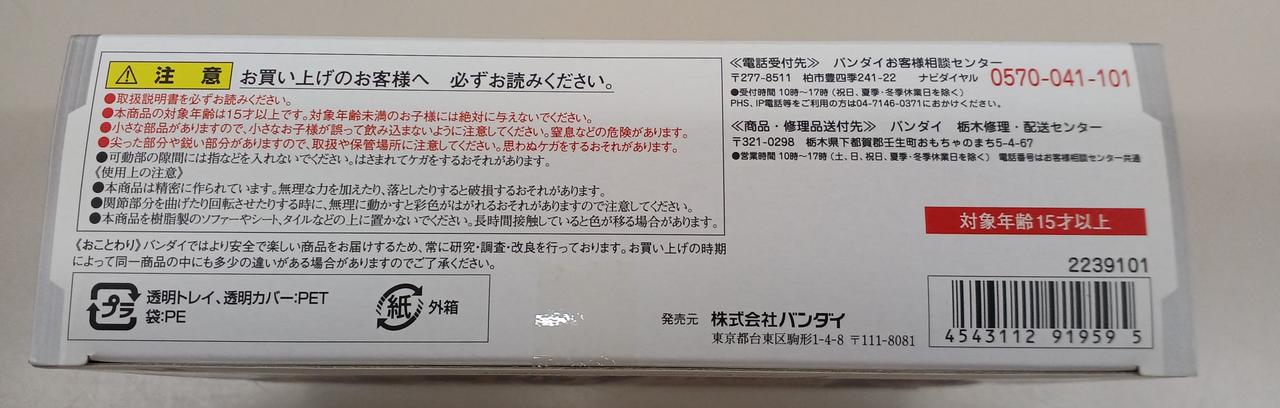 注意 お買い上げのお客様へ 必ずお読みください。
●取扱説明書を必ずお読みください。
●本商品の対象年齢は15才以上です。対象年齢未満のお子様には絶対に与えないでください。
●小さな部品がありますので、小さなお子様が誤って飲み込まないように注意してください。窒息などの危険があります。
●尖った部分や鋭い部分がありますので、取扱や保管場所に注意してください。思わぬケガをするおそれがあります。
●可動部の隙間には指などを入れないでください。はさまれてケガをするおそれがあります。
《使用上の注意》
●本商品は精密に作られています。無理な力を加えたり、落としたりすると破損するおそれがあります。
●関節部分を曲げたり回転させたりする時に、無理に動かすと彩色がはがれるおそれがありますので注意してください。
●本商品を樹脂製のソファーやシート、タイルなどの上に置かないでください。長時間接触していると色が移る場合があります。
《おことわり》バンダイではより安全で楽しい商品をお届けするため、常に研究・調査・改良を行っております。お買い上げの時期
によって同一商品の中にも多少の違いがある場合がありますのでご了承ください。
プラ 透明トレイ、透明カバー:PET
袋:PE
紙 外箱
≪電話受付先≫ バンダイお客様相談センター
〒277-8511 柏市豊四季241-22 ナビダイヤル 0570-041-101
●受付時間 10時〜17時(祝日、夏季・冬季休業日を除く)
PHS、IP電話等をご利用の方は04-7146-0371におかけください。
≪商品・修理品送付先≫ バンダイ 栃木修理・配送センター
〒321-0298 栃木県下都賀郡壬生町おもちゃのまち5-4-67
●営業時間 10時〜17時(土、日、祝日、夏季・冬季休業日を除く) 電話番号はお客様相談センター共通
対象年齢15才以上
2239101
4543112 91959 5
発売元 株式会社バンダイ
東京都台東区駒形1-4-8 〒111-8081